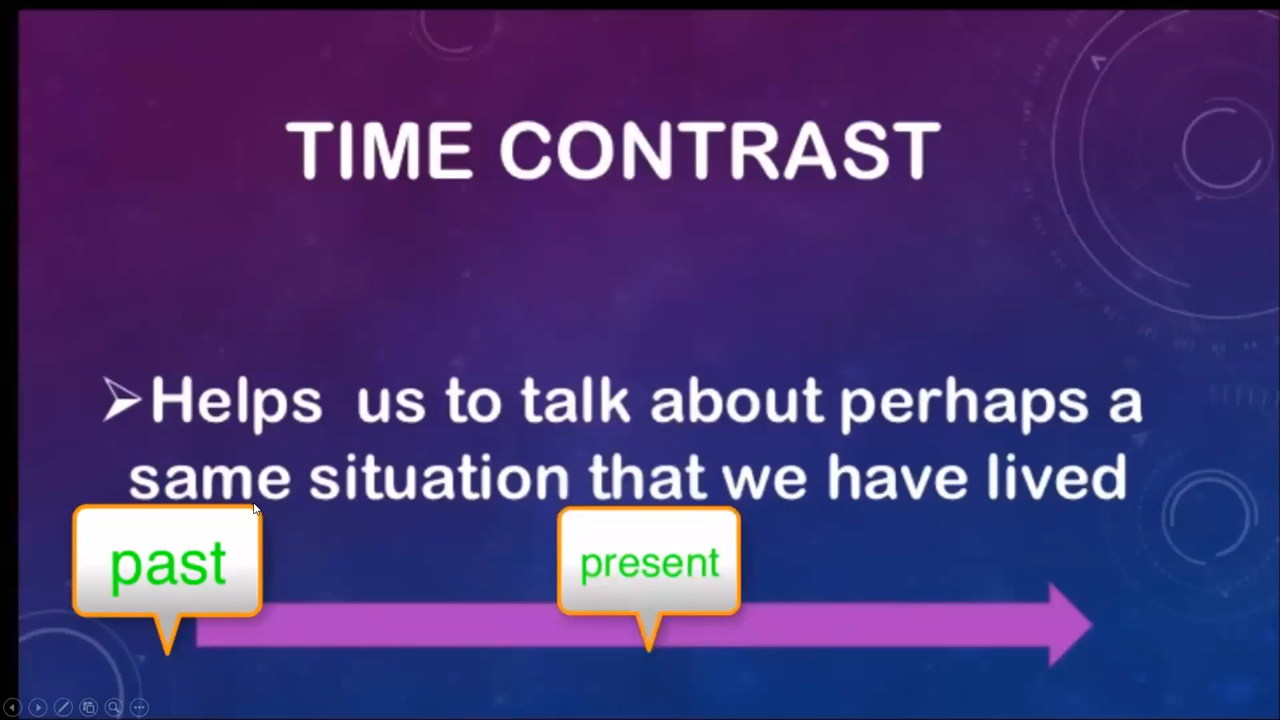 TIME CONTRAST
Helps us to talk about perhaps a
same situation that we have lived
past
present